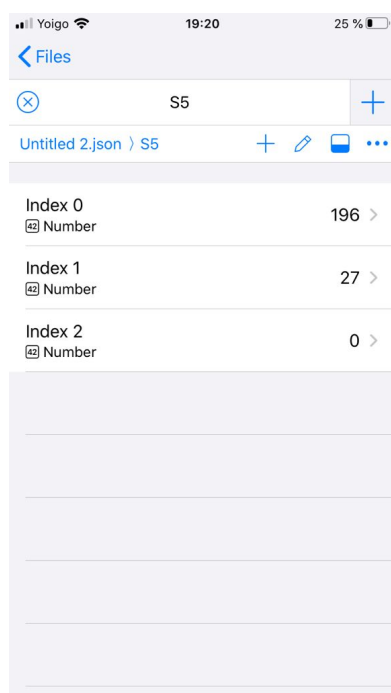 Yoigo 19:20 25 %
Files
S5
Untitled 2.json 〉 S5
Index 0
42 Number
196
Index 1
42 Number
27
Index 2
42 Number
0